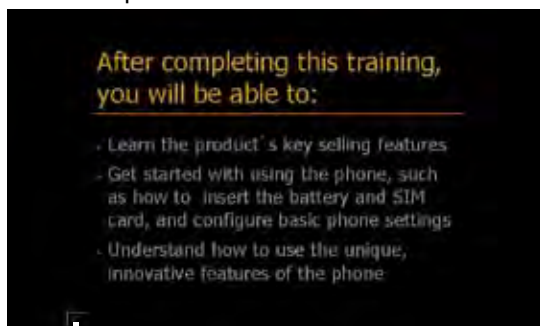 After completing this training,
you will be able to:
- Learn the product´s key selling features
- Get started with using the phone, such
as how to insert the battery and SIM
card, and configure basic phone settings
- Understand how to use the unique,
innovative features of the phone